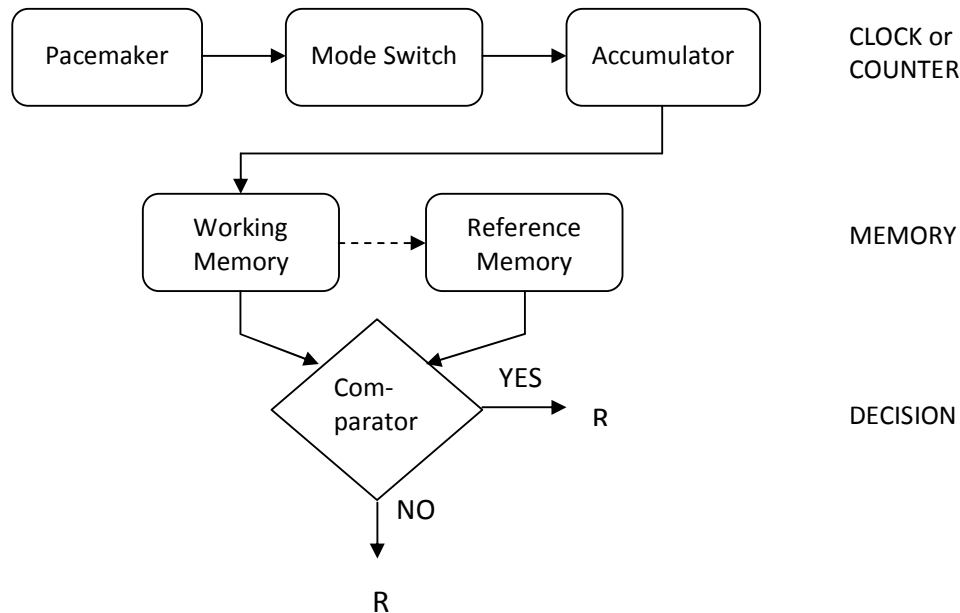 Pacemaker
Mode Switch
Accumulator
CLOCK or
COUNTER
Working
Memory
Reference
Memory
MEMORY
Com-
parator
YES
R
DECISION
NO
R